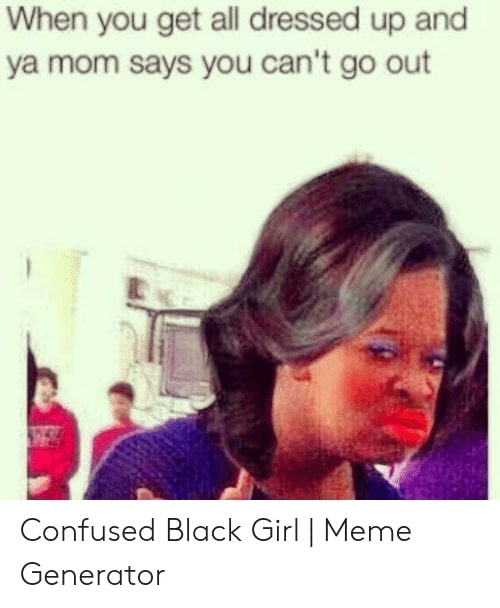 When you get all dressed up and
ya mom says you can't go out
Confused Black Girl | Meme
Generator